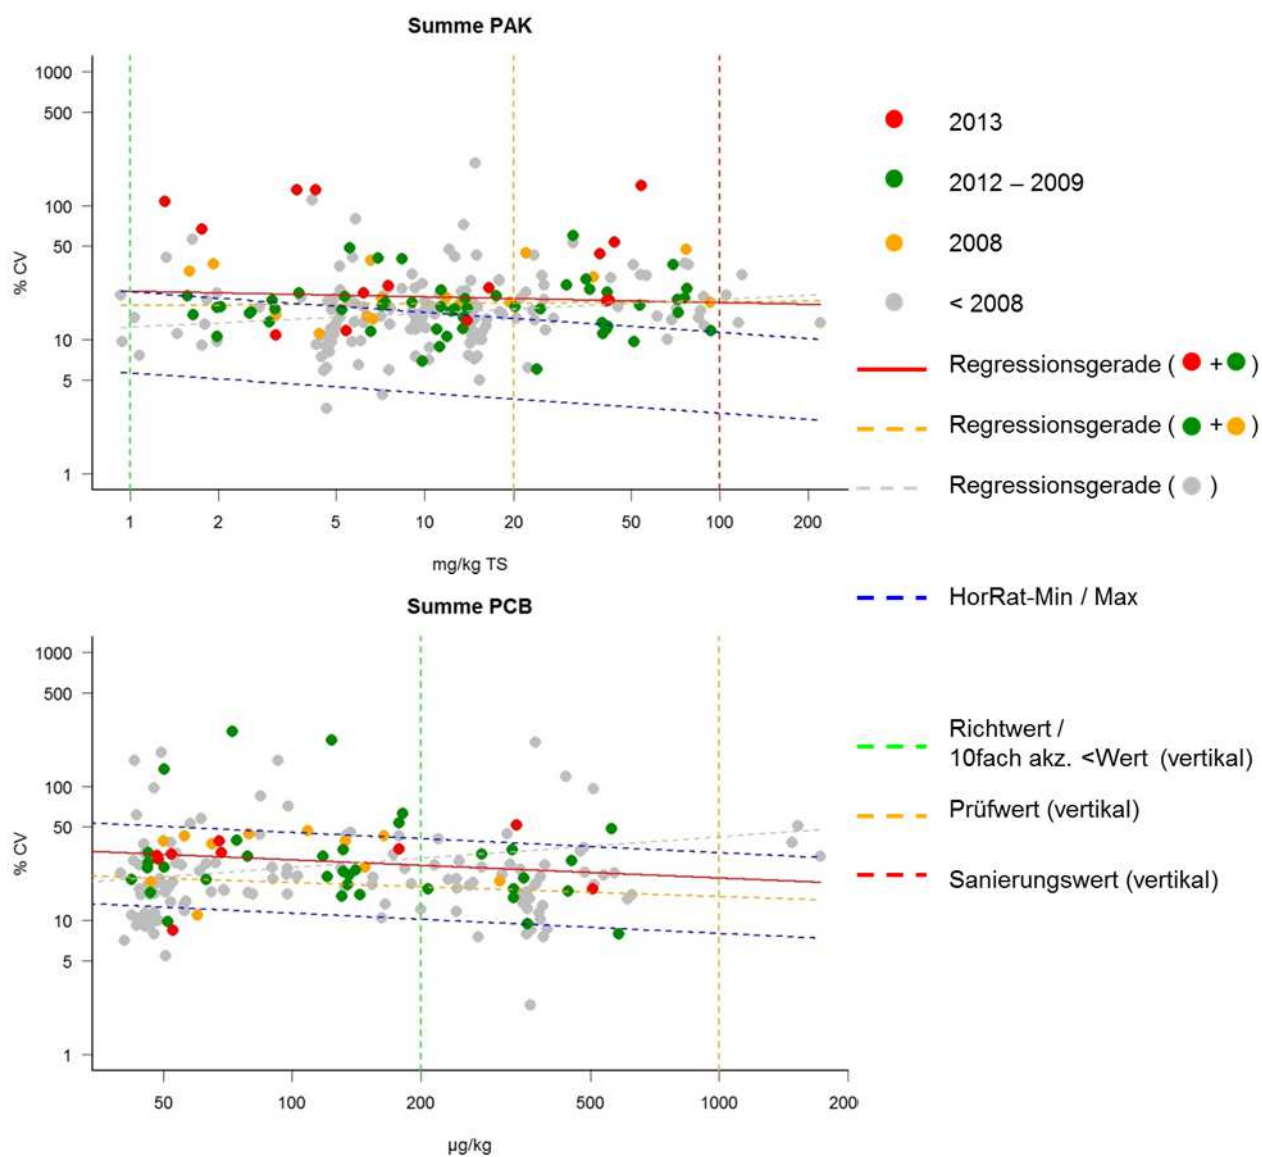 Summe PAK
1000
500
100
50
10
5
1
% CV
1 2 5 10 20 50 100 200
mg/kg TS
2013
2012 – 2009
2008
< 2008
Regressionsgerade ( + )
Regressionsgerade ( + )
Regressionsgerade ( )
HorRat-Min / Max
Richtwert /
10fach akz. <Wert (vertikal)
Prüfwert (vertikal)
Sanierungswert (vertikal)
Summe PCB
1000
500
100
50
10
5
1
% CV
50 100 200 500 1000 200
µg/kg